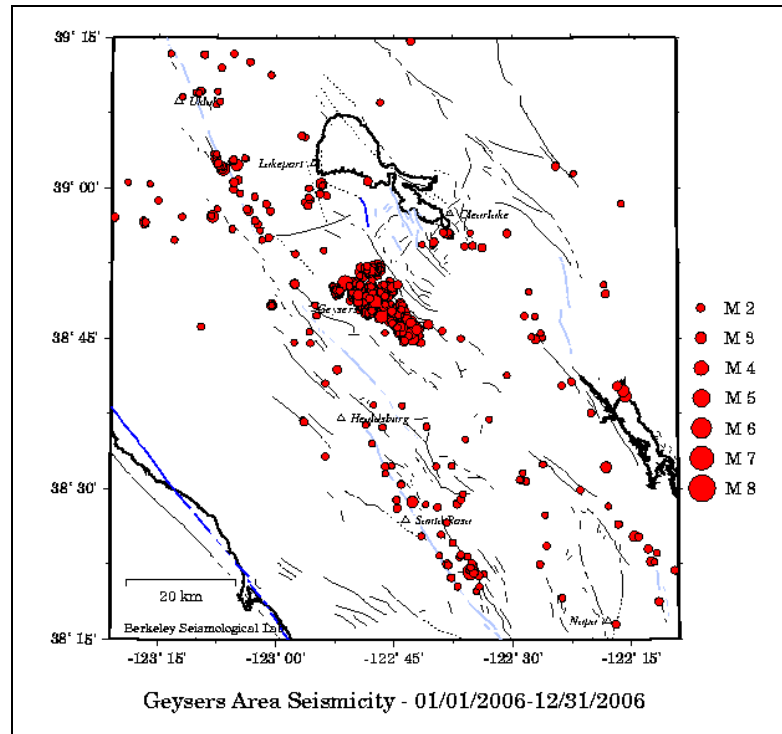 39° 15'
Ukiah
Lakeport
39° 00'
Clearlake
Geysers
M 2
M 3
38° 45'
M 4
M 5
Healdsburg
M 6
M 7
38° 30'
M 8
Santa Rosa
20 km
Napa
Berkeley Seismological Lab
38° 15'
-123° 15' -123° 00' -122° 45' -122° 30' -122° 15'
Geysers Area Seismicity - 01/01/2006-12/31/2006